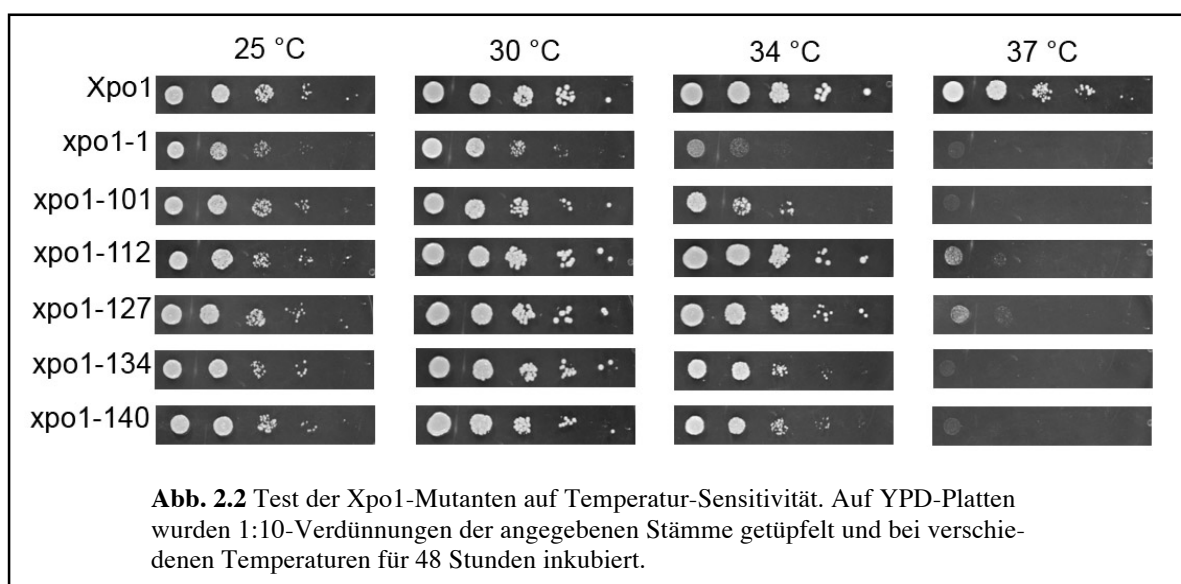 25 °C 30 °C 34 °C 37 °C
Xpo1
xpo1-1
xpo1-101
xpo1-112
xpo1-127
xpo1-134
xpo1-140
Abb. 2.2 Test der Xpo1-Mutanten auf Temperatur-Sensitivität. Auf YPD-Platten
wurden 1:10-Verdünnungen der angegebenen Stämme getüpfelt und bei verschie-
denen Temperaturen für 48 Stunden inkubiert.